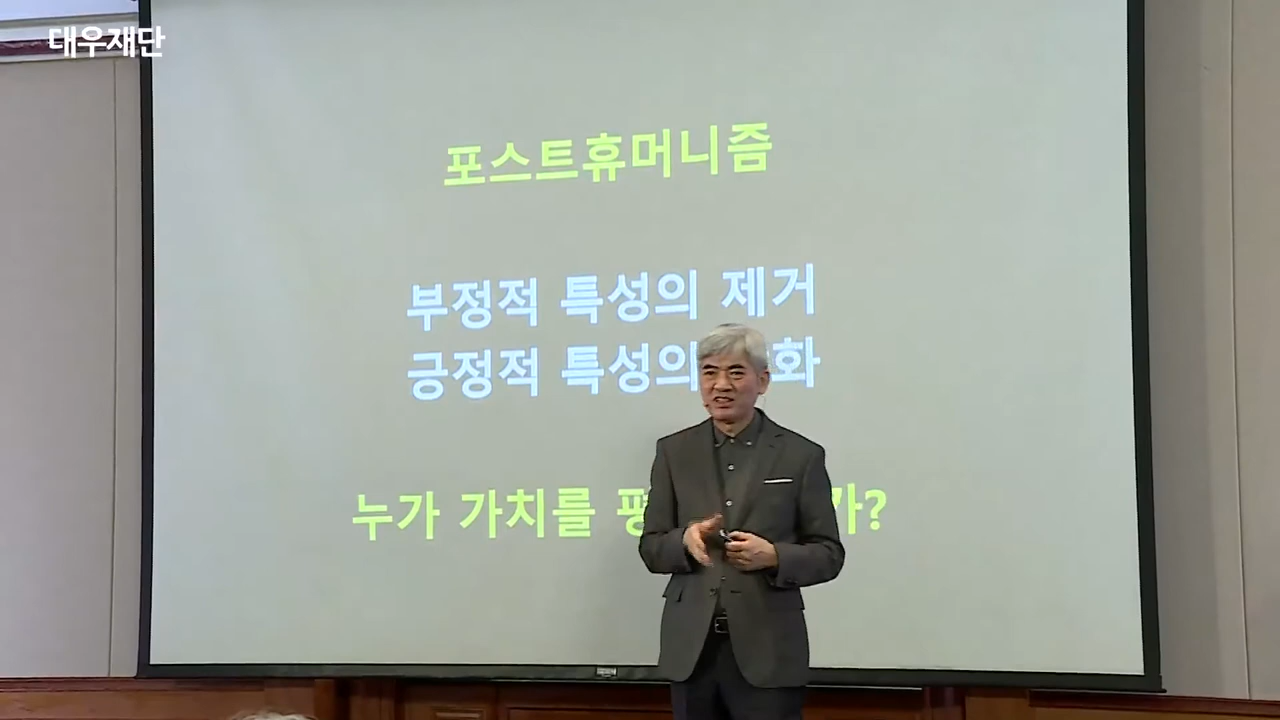 대우재단
포스트휴머니즘
부정적 특성의 제거
긍정적 특성의
누가 가치를